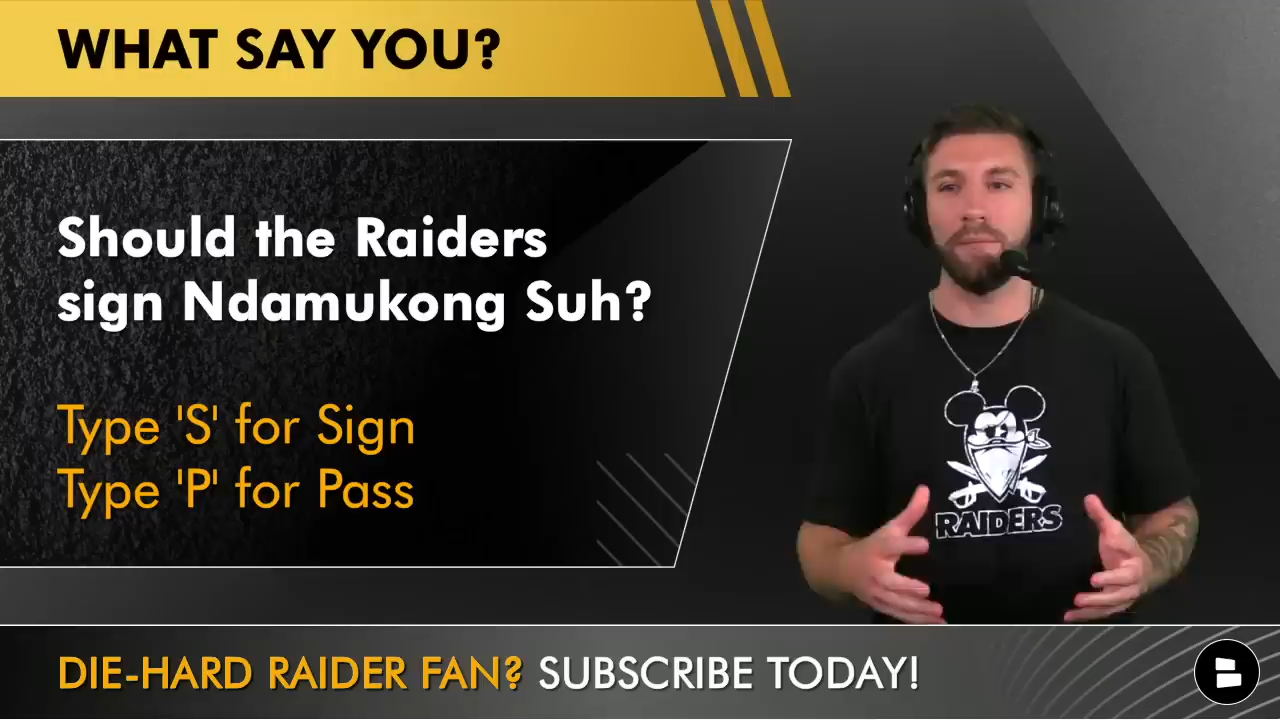 WHAT SAY YOU?
Should the Raiders
sign Ndamukong Suh?
Type 'S' for Sign
Type 'P' for Pass
RAIDERS
DIE-HARD RAIDER FAN? SUBSCRIBE TODAY!